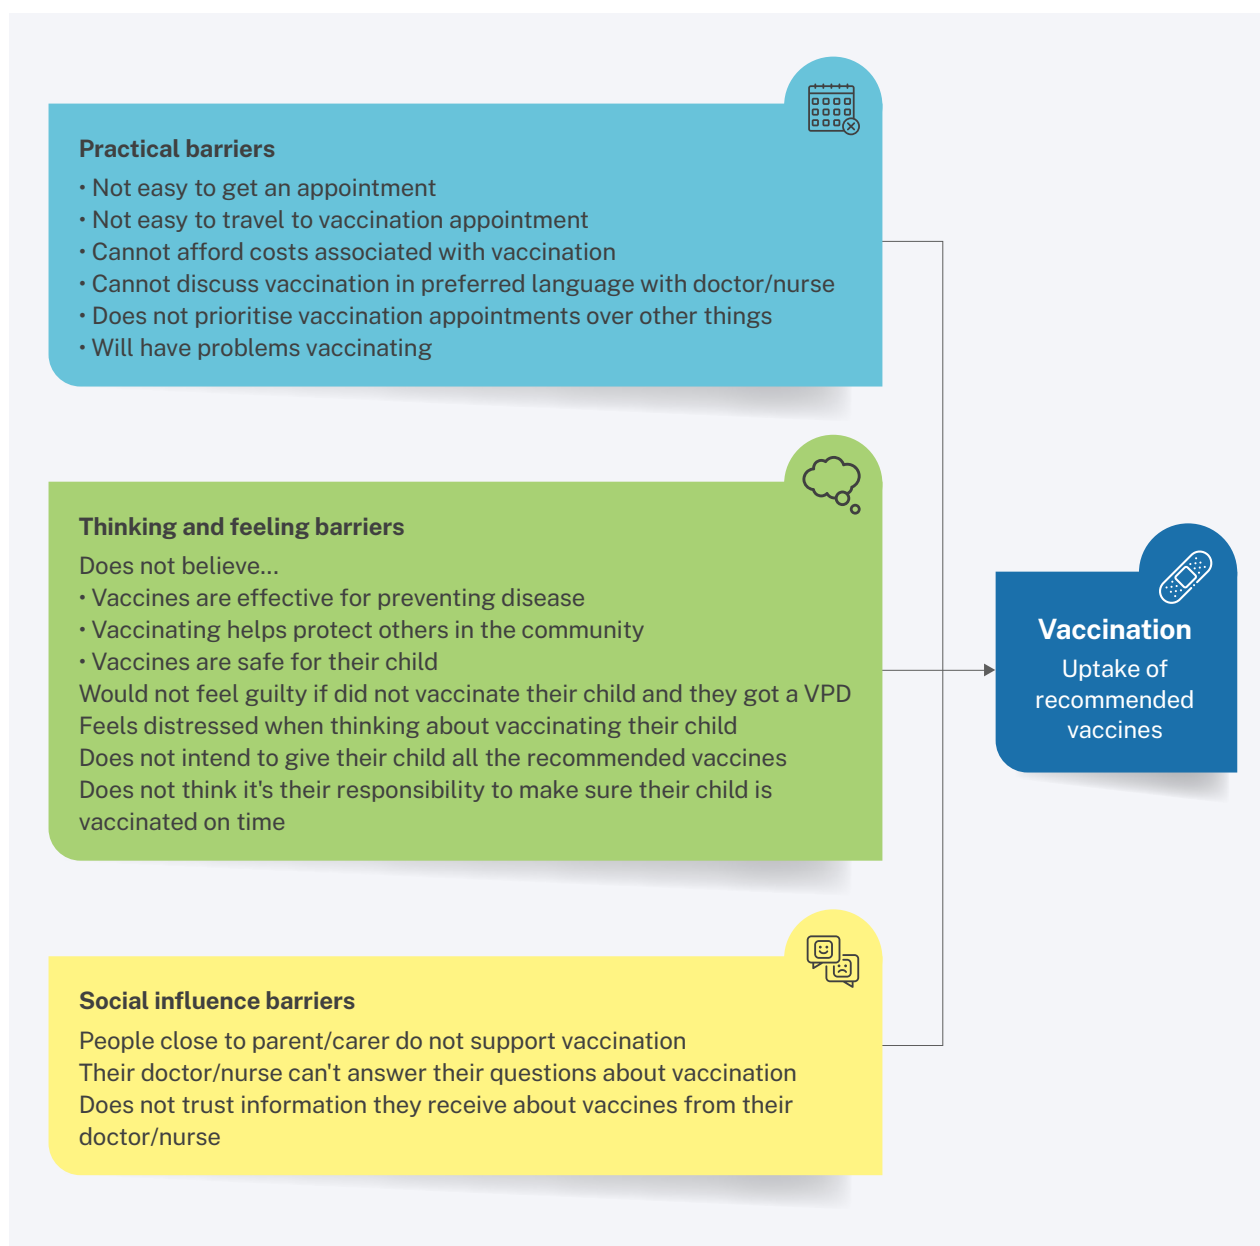 Practical barriers
• Not easy to get an appointment
• Not easy to travel to vaccination appointment
• Cannot afford costs associated with vaccination
• Cannot discuss vaccination in preferred language with doctor/nurse
• Does not prioritise vaccination appointments over other things
• Will have problems vaccinating
Thinking and feeling barriers
Does not believe...
• Vaccines are effective for preventing disease
• Vaccinating helps protect others in the community
• Vaccines are safe for their child
Would not feel guilty if did not vaccinate their child and they got a VPD
Feels distressed when thinking about vaccinating their child
Does not intend to give their child all the recommended vaccines
Does not think it's their responsibility to make sure their child is
vaccinated on time
Social influence barriers
People close to parent/carer do not support vaccination
Their doctor/nurse can't answer their questions about vaccination
Does not trust information they receive about vaccines from their
doctor/nurse
Vaccination
Uptake of
recommended
vaccines